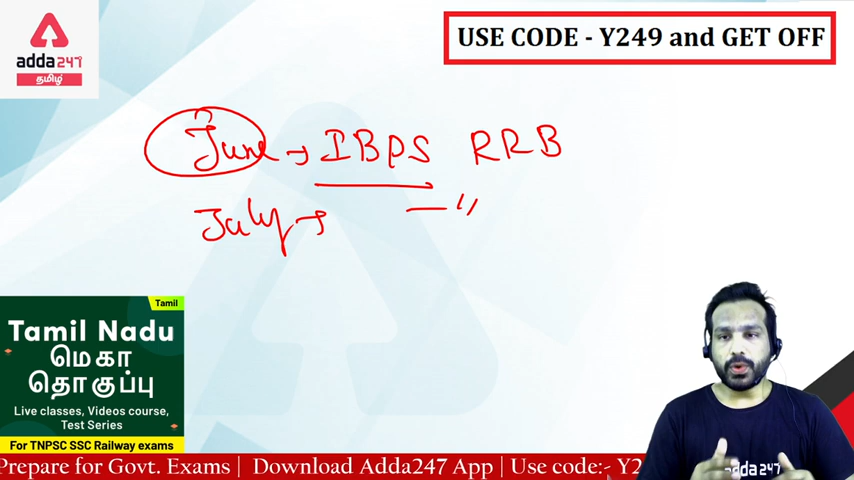 adda247
தமிழ்
USE CODE - Y249 and GET OFF
June → IBPS RRB
July → — "
Tamil
Tamil Nadu
மெகா
தொகுப்பு
Live classes, Videos course,
Test Series
For TNPSC SSC Railway exams
adda247
Prepare for Govt. Exams | Download Adda247 App | Use code:- Y2